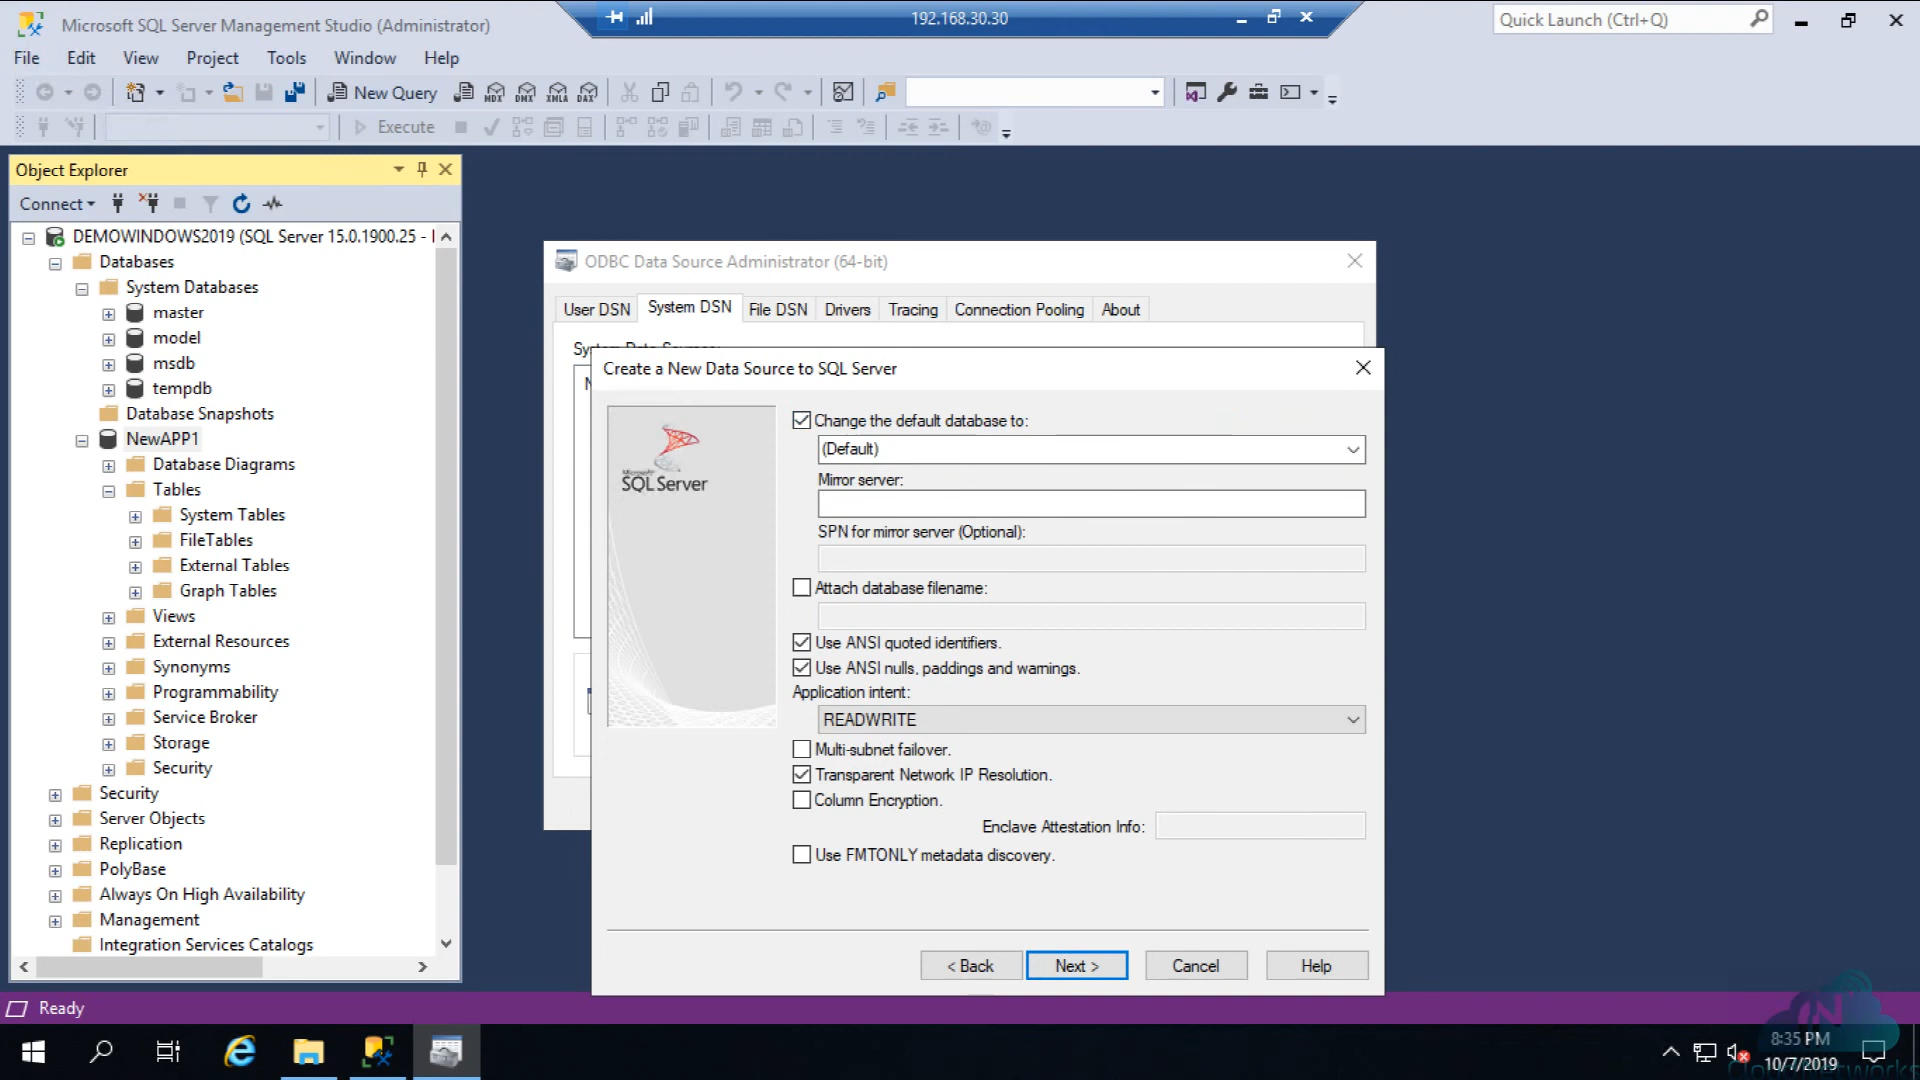 Microsoft SQL Server Management Studio (Administrator)
192.168.30.30
Quick Launch (Ctrl+Q)
File Edit View Project Tools Window Help
New Query
MDX DMX XMLA DAX
Execute
Object Explorer
Connect
DEMOWINDOWS2019 (SQL Server 15.0.1900.25 -
Databases
System Databases
master
model
msdb
tempdb
Database Snapshots
NewAPP1
Database Diagrams
Tables
System Tables
FileTables
External Tables
Graph Tables
Views
External Resources
Synonyms
Programmability
Service Broker
Storage
Security
Security
Server Objects
Replication
PolyBase
Always On High Availability
Management
Integration Services Catalogs
ODBC Data Source Administrator (64-bit)
User DSN System DSN File DSN Drivers Tracing Connection Pooling About
Create a New Data Source to SQL Server
Microsoft
SQL Server
Change the default database to:
(Default)
Mirror server:
SPN for mirror server (Optional):
Attach database filename:
Use ANSI quoted identifiers.
Use ANSI nulls, paddings and warnings.
Application intent:
READWRITE
Multi-subnet failover.
Transparent Network IP Resolution.
Column Encryption.
Enclave Attestation Info:
Use FMTONLY metadata discovery.
< Back Next > Cancel Help
Ready
8:35 PM
10/7/2019